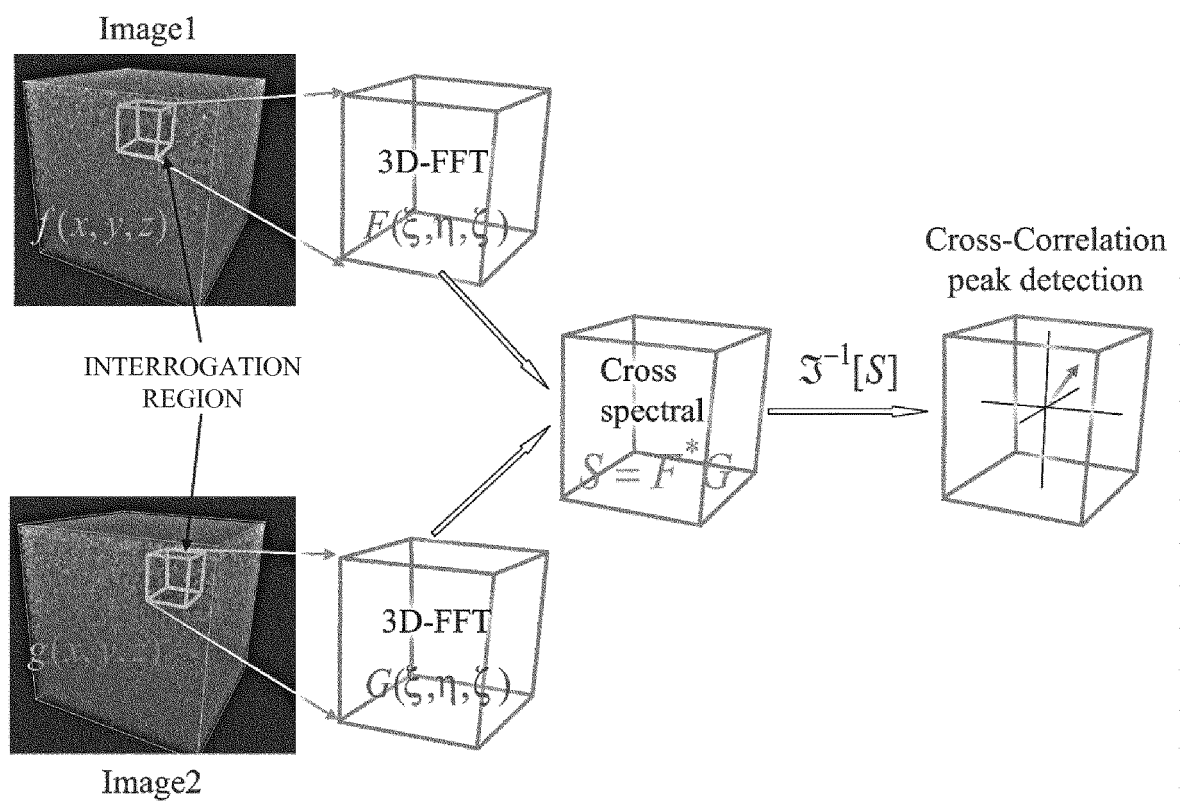 Image1
f(x, y, z)
3D-FFT
F(ξ,η,ζ)
INTERROGATION
REGION
Cross
spectral
S = F*G
ℑ⁻¹[S]
Cross-Correlation
peak detection
3D-FFT
G(ξ,η,ζ)
Image2